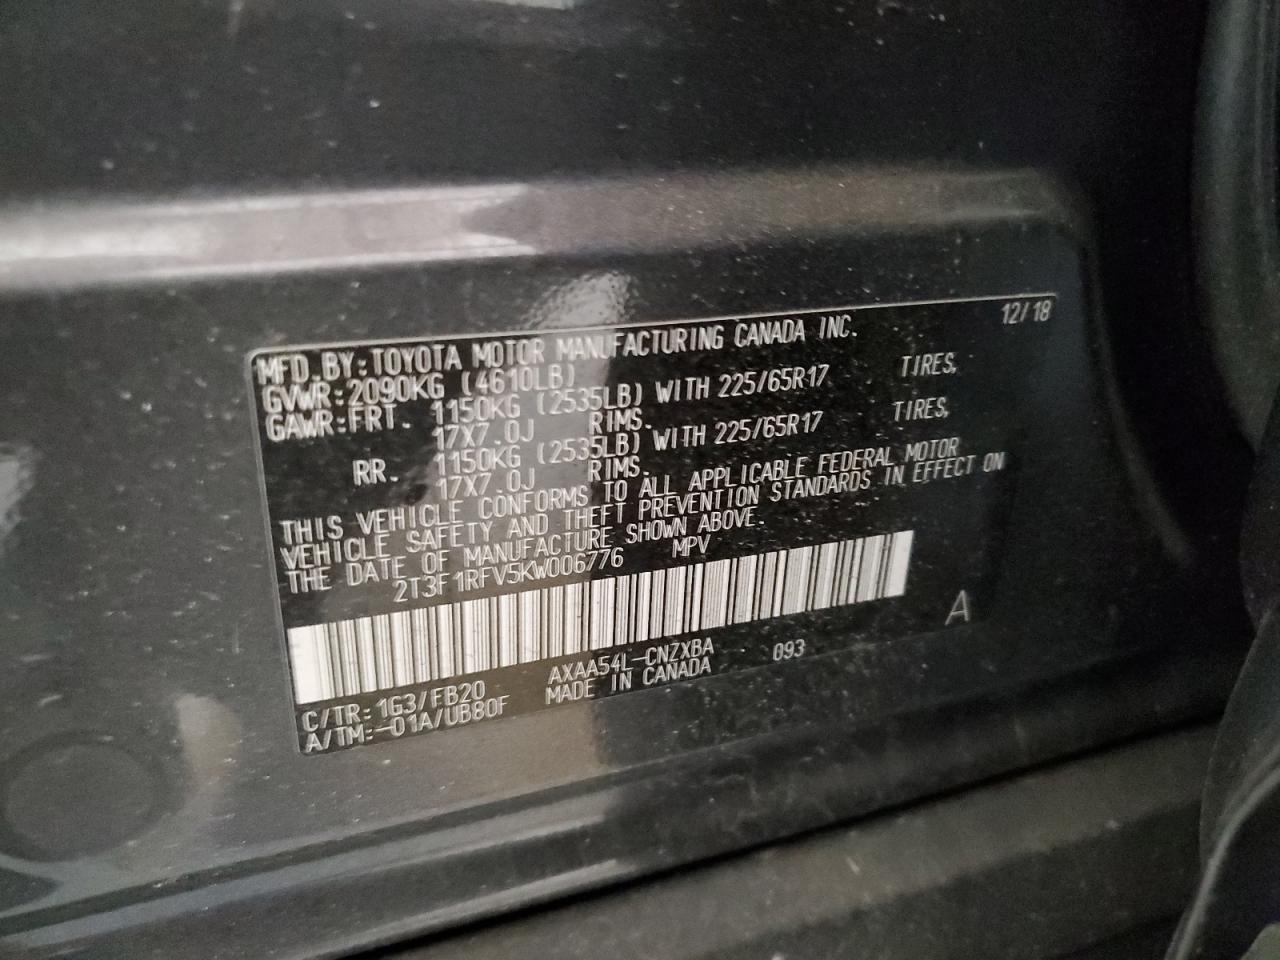 12/18
MFD.BY:TOYOTA MOTOR MANUFACTURING CANADA INC.
GVWR:2090KG (4610LB)
GAWR:FRT. 1150KG (2535LB) WITH 225/65R17 TIRES,
17X7.0J RIMS.
RR. 1150KG (2535LB) WITH 225/65R17 TIRES,
17X7.0J RIMS.
THIS VEHICLE CONFORMS TO ALL APPLICABLE FEDERAL MOTOR
VEHICLE SAFETY AND THEFT PREVENTION STANDARDS IN EFFECT ON
THE DATE OF MANUFACTURE SHOWN ABOVE.
2T3F1RFV5KW006776 MPV
A
C/TR:1G3/FB20 AXAA54L-CNZXBA 093
A/TM:-01A/UB80F MADE IN CANADA